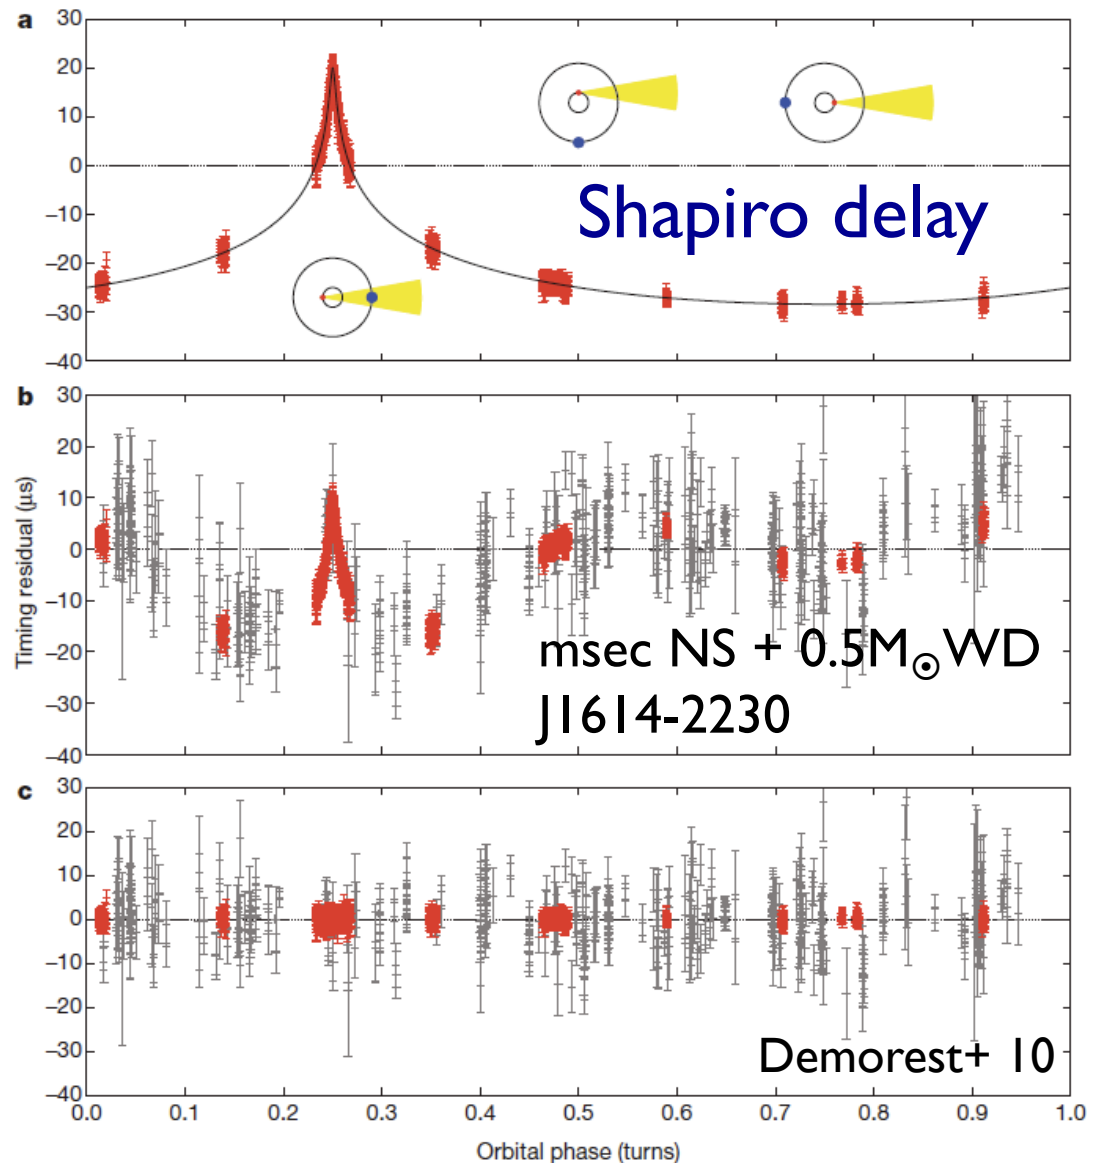 a
30
20
10
0
−10
−20
−30
−40
Shapiro delay
b
30
20
10
0
−10
−20
−30
−40
Timing residual (μs)
msec NS + 0.5M☉WD
J1614-2230
c
30
20
10
0
−10
−20
−30
−40
Demorest+ 10
0.0 0.1 0.2 0.3 0.4 0.5 0.6 0.7 0.8 0.9 1.0
Orbital phase (turns)